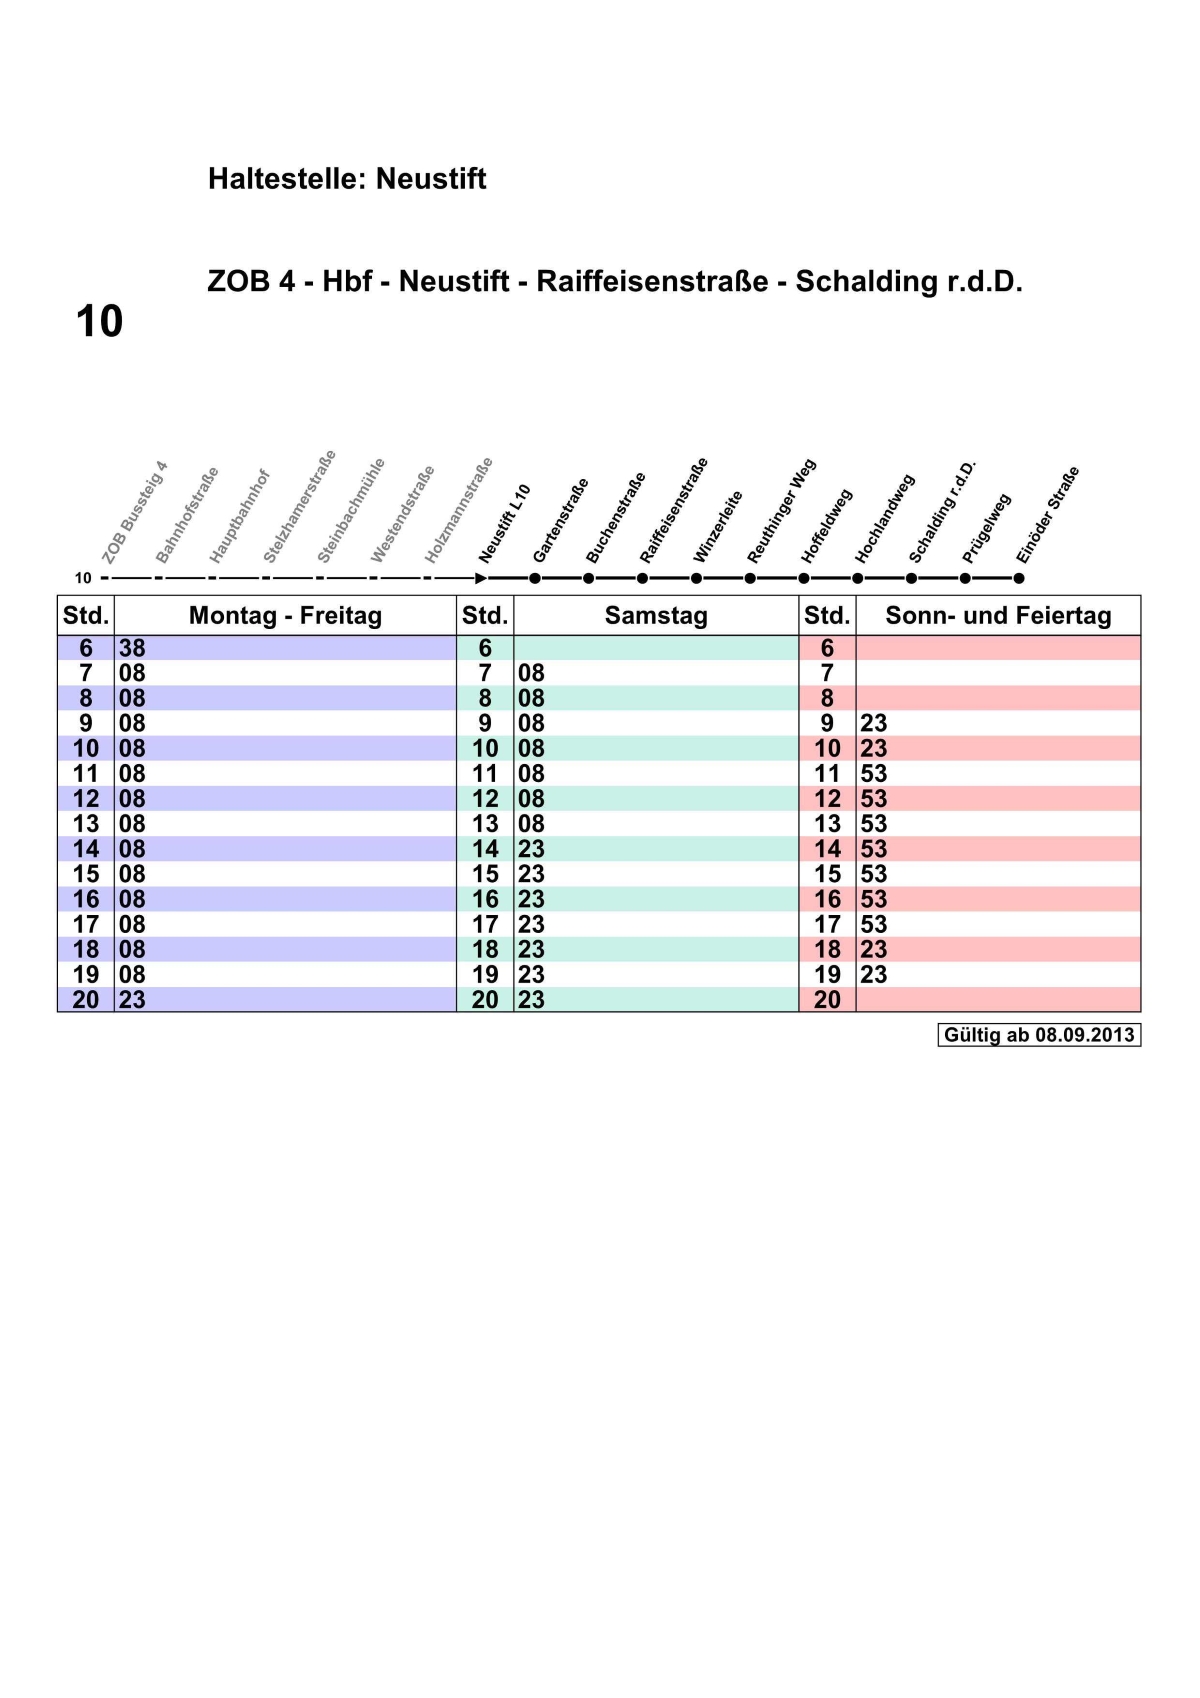 Haltestelle: Neustift
ZOB 4 - Hbf - Neustift - Raiffeisenstraße - Schalding r.d.D.
10
ZOB Bussteig 4
Bahnhofstraße
Hauptbahnhof
Stelzhamerstraße
Steinbachmühle
Westendstraße
Holzmannstraße
Neustift L10
Gartenstraße
Buchenstraße
Raiffeisenstraße
Winzerleite
Reuthinger Weg
Hoffeldweg
Hochlandweg
Schalding r.d.D.
Prügelweg
Einöder Straße
10
Std. Montag - Freitag Std. Samstag Std. Sonn- und Feiertag
6 38 6 6
7 08 7 08 7
8 08 8 08 8
9 08 9 08 9 23
10 08 10 08 10 23
11 08 11 08 11 53
12 08 12 08 12 53
13 08 13 08 13 53
14 08 14 23 14 53
15 08 15 23 15 53
16 08 16 23 16 53
17 08 17 23 17 53
18 08 18 23 18 23
19 08 19 23 19 23
20 23 20 23 20
Gültig ab 08.09.2013